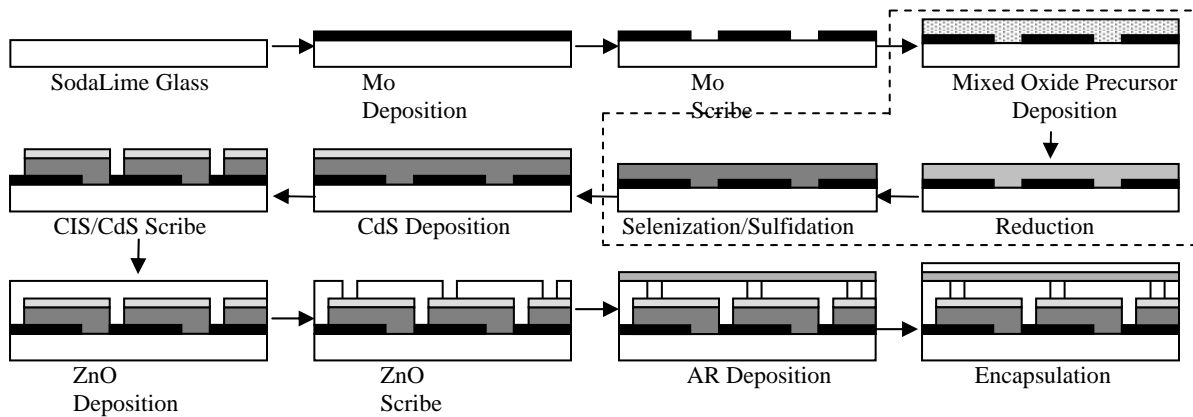 SodaLime Glass
Mo
Deposition
Mo
Scribe
Mixed Oxide Precursor
Deposition
CIS/CdS Scribe
CdS Deposition
Selenization/Sulfidation
Reduction
ZnO
Deposition
ZnO
Scribe
AR Deposition
Encapsulation